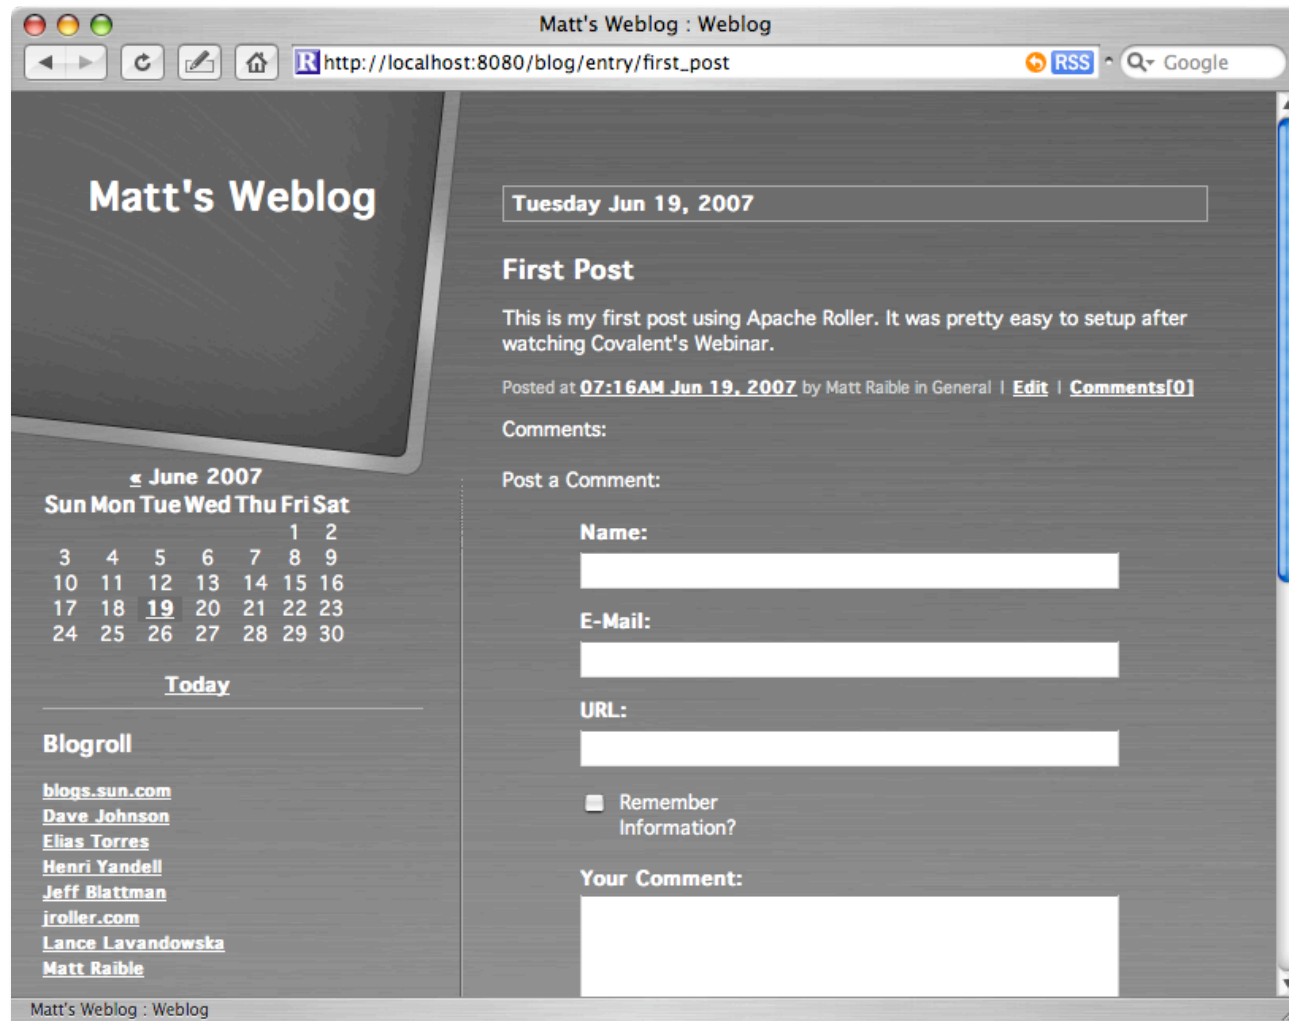 Matt's Weblog : Weblog
R http://localhost:8080/blog/entry/first_post RSS Google
Matt's Weblog
Tuesday Jun 19, 2007
First Post
This is my first post using Apache Roller. It was pretty easy to setup after
watching Covalent's Webinar.
Posted at 07:16AM Jun 19, 2007 by Matt Raible in General | Edit | Comments[0]
Comments:
Post a Comment:
Name:
E-Mail:
URL:
Remember
Information?
Your Comment:
« June 2007
Sun Mon Tue Wed Thu Fri Sat
1 2
3 4 5 6 7 8 9
10 11 12 13 14 15 16
17 18 19 20 21 22 23
24 25 26 27 28 29 30
Today
Blogroll
blogs.sun.com
Dave Johnson
Elias Torres
Henri Yandell
Jeff Blattman
jroller.com
Lance Lavandowska
Matt Raible
Matt's Weblog : Weblog